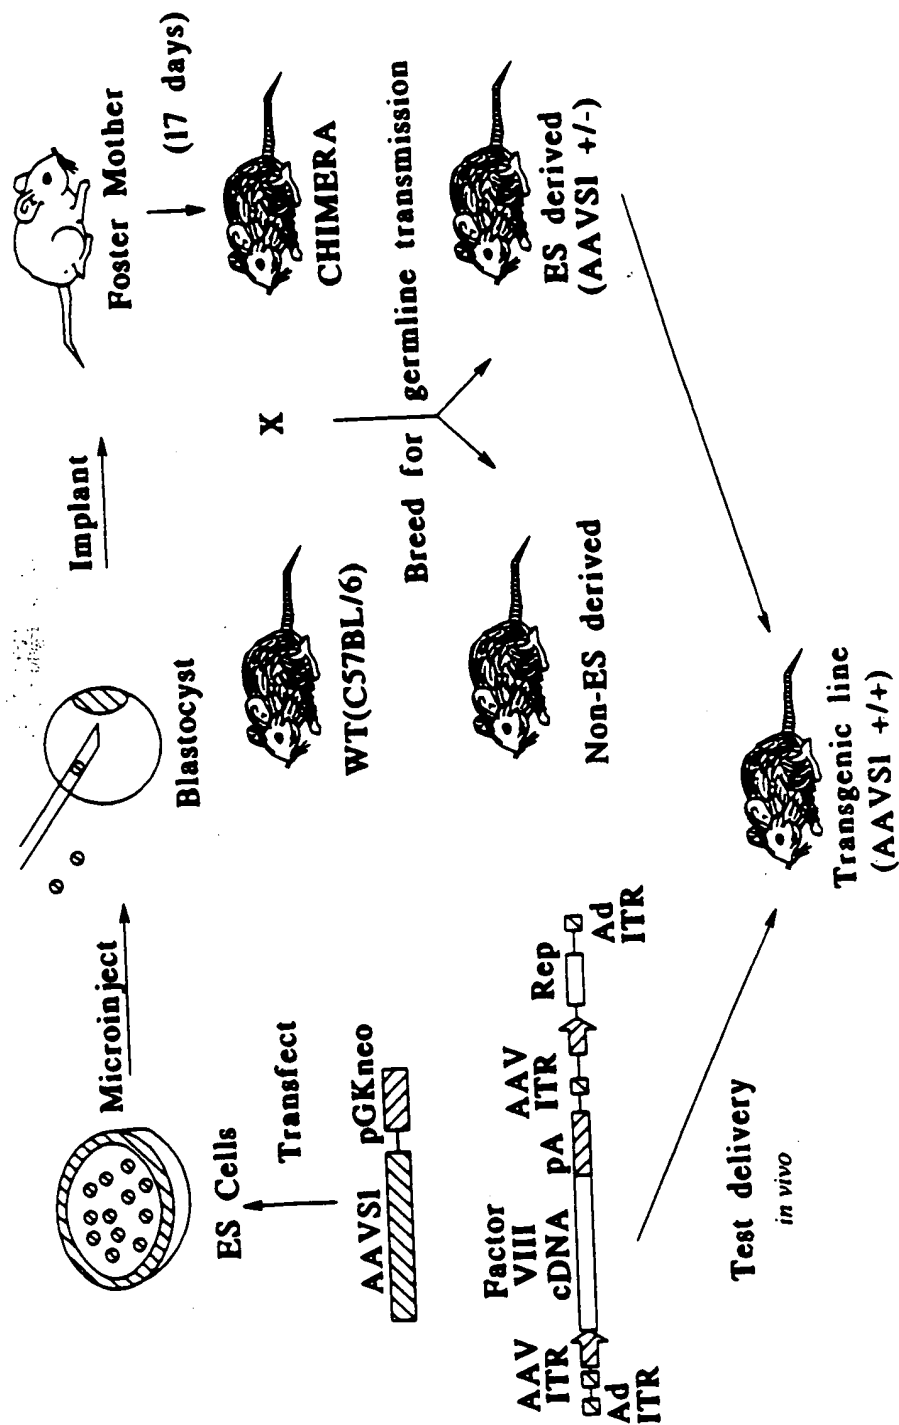 Microinject
Implant
ES Cells
Blastocyst
Foster Mother
(17 days)
Transfect
AAVS1
pGKneo
WT(C57BL/6)
X
CHIMERA
Breed for germline transmission
Non-ES derived
ES derived
(AAVS1 +/-)
AAV
ITR
Ad
ITR
Factor
VIII
cDNA
pA
AAV
ITR
Rep
Ad
ITR
Test delivery
in vivo
Transgenic line
(AAVS1 +/+)